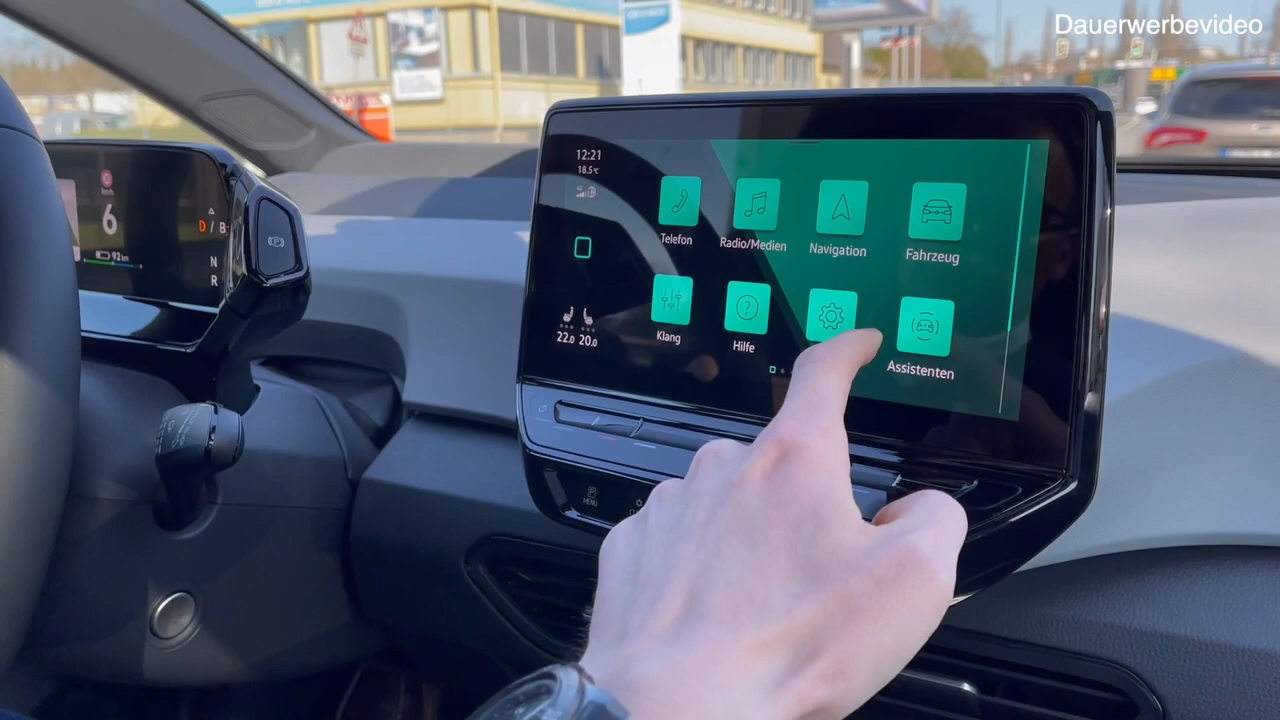 Dauerwerbevideo
12:21
18.5°C
4G
Telefon
Radio/Medien
Navigation
Fahrzeug
22.0 20.0
Klang
Hilfe
Assistenten
MENU
6
D / B
92 km
N
R
P